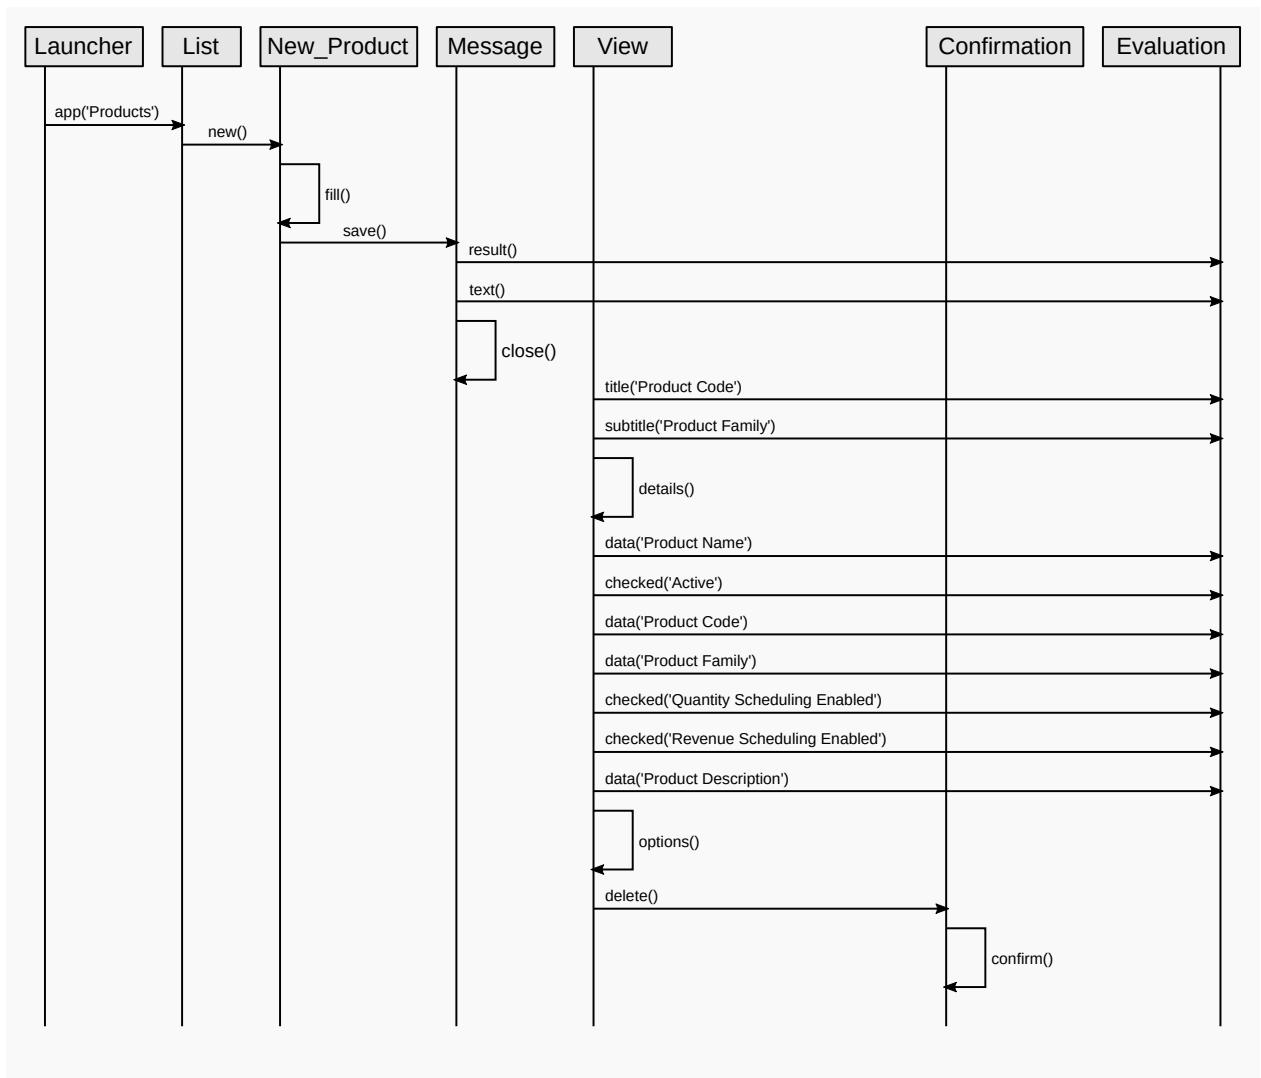 Launcher List New_Product Message View Confirmation Evaluation
app('Products')
new()
fill()
save()
result()
text()
close()
title('Product Code')
subtitle('Product Family')
details()
data('Product Name')
checked('Active')
data('Product Code')
data('Product Family')
checked('Quantity Scheduling Enabled')
checked('Revenue Scheduling Enabled')
data('Product Description')
options()
delete()
confirm()